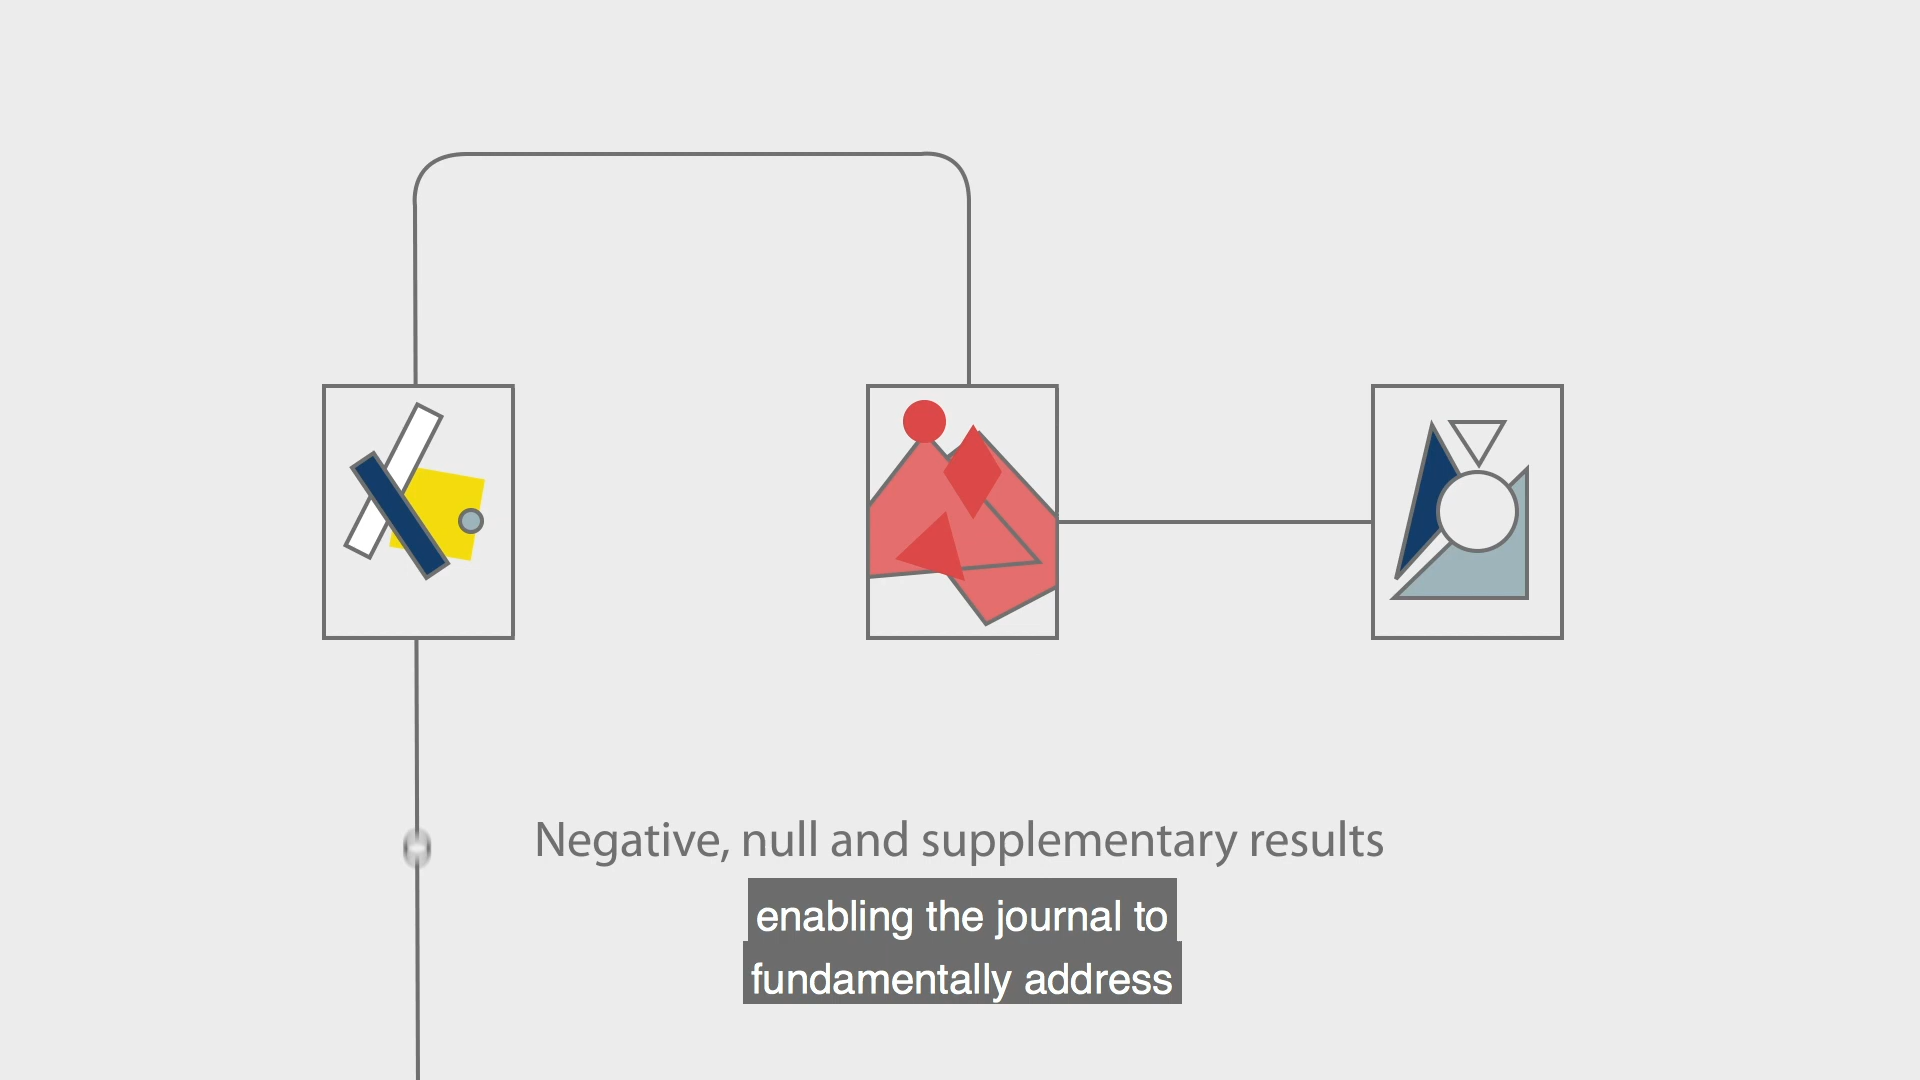 Negative, null and supplementary results
enabling the journal to
fundamentally address